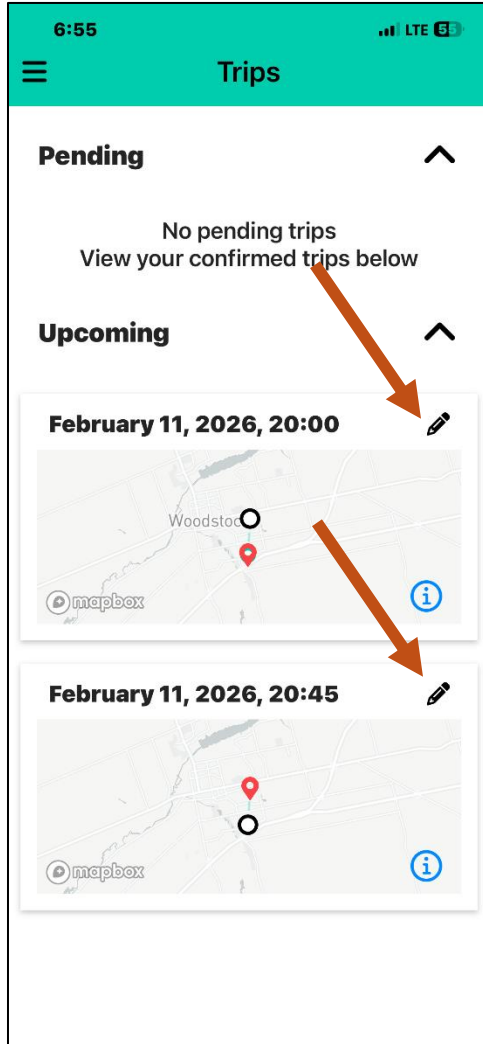 6:55 LTE 55
Trips
Pending
No pending trips
View your confirmed trips below
Upcoming
February 11, 2026, 20:00
Woodstoc
mapbox
February 11, 2026, 20:45
mapbox